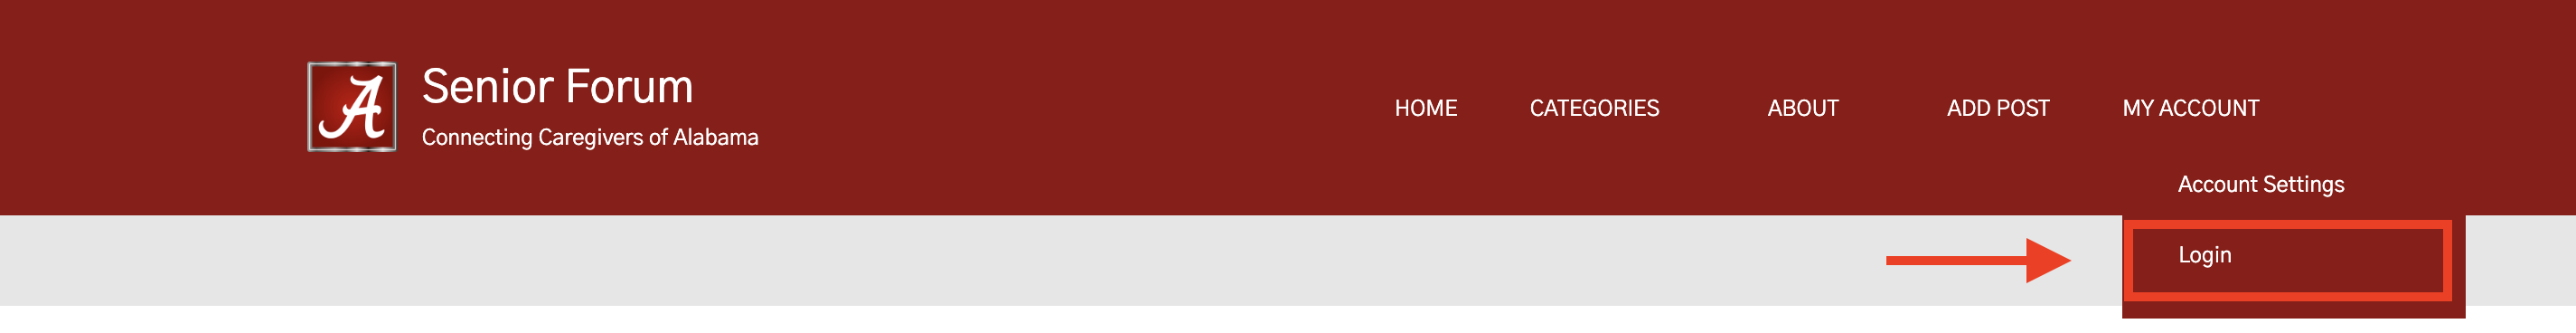 A
Senior Forum
Connecting Caregivers of Alabama
HOME CATEGORIES ABOUT ADD POST MY ACCOUNT
Account Settings
Login